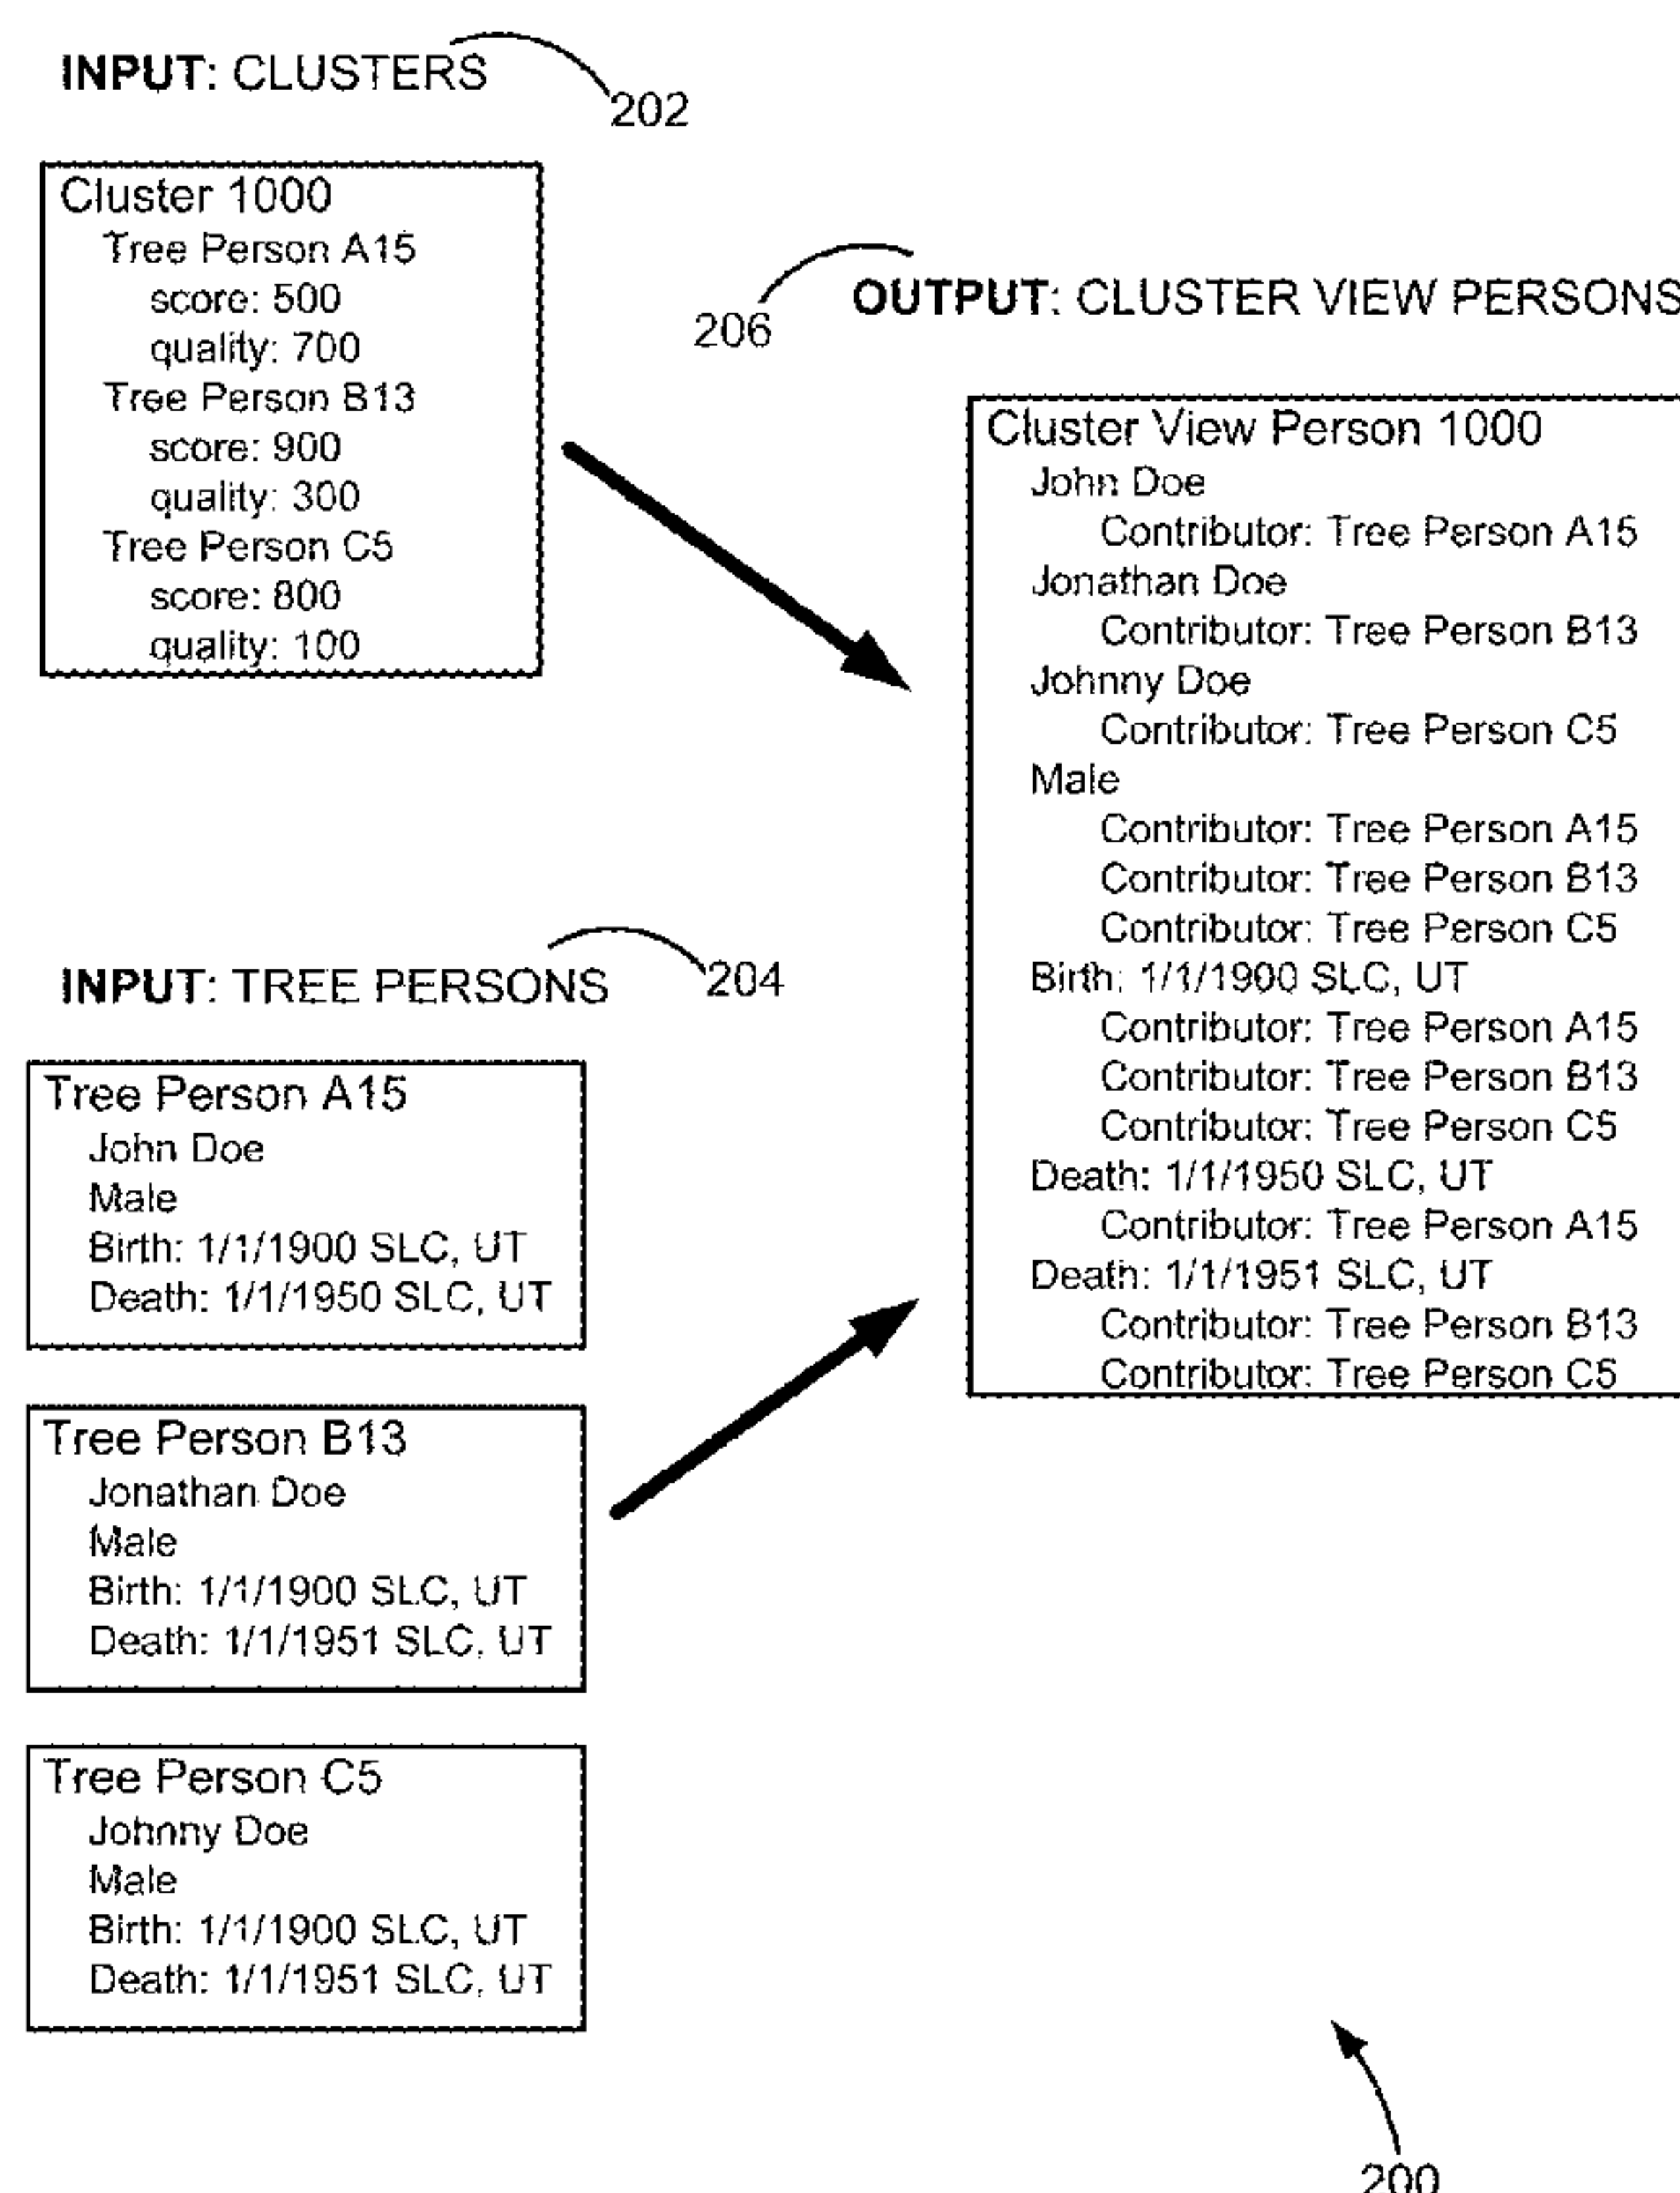 INPUT: CLUSTERS
202
Cluster 1000
Tree Person A15
score: 500
quality: 700
Tree Person B13
score: 900
quality: 300
Tree Person C5
score: 800
quality: 100
206
OUTPUT: CLUSTER VIEW PERSONS
Cluster View Person 1000
John Doe
Contributor: Tree Person A15
Jonathan Doe
Contributor: Tree Person B13
Johnny Doe
Contributor: Tree Person C5
Male
Contributor: Tree Person A15
Contributor: Tree Person B13
Contributor: Tree Person C5
Birth: 1/1/1900 SLC, UT
Contributor: Tree Person A15
Contributor: Tree Person B13
Contributor: Tree Person C5
Death: 1/1/1950 SLC, UT
Contributor: Tree Person A15
Death: 1/1/1951 SLC, UT
Contributor: Tree Person B13
Contributor: Tree Person C5
INPUT: TREE PERSONS
204
Tree Person A15
John Doe
Male
Birth: 1/1/1900 SLC, UT
Death: 1/1/1950 SLC, UT
Tree Person B13
Jonathan Doe
Male
Birth: 1/1/1900 SLC, UT
Death: 1/1/1951 SLC, UT
Tree Person C5
Johnny Doe
Male
Birth: 1/1/1900 SLC, UT
Death: 1/1/1951 SLC, UT
200